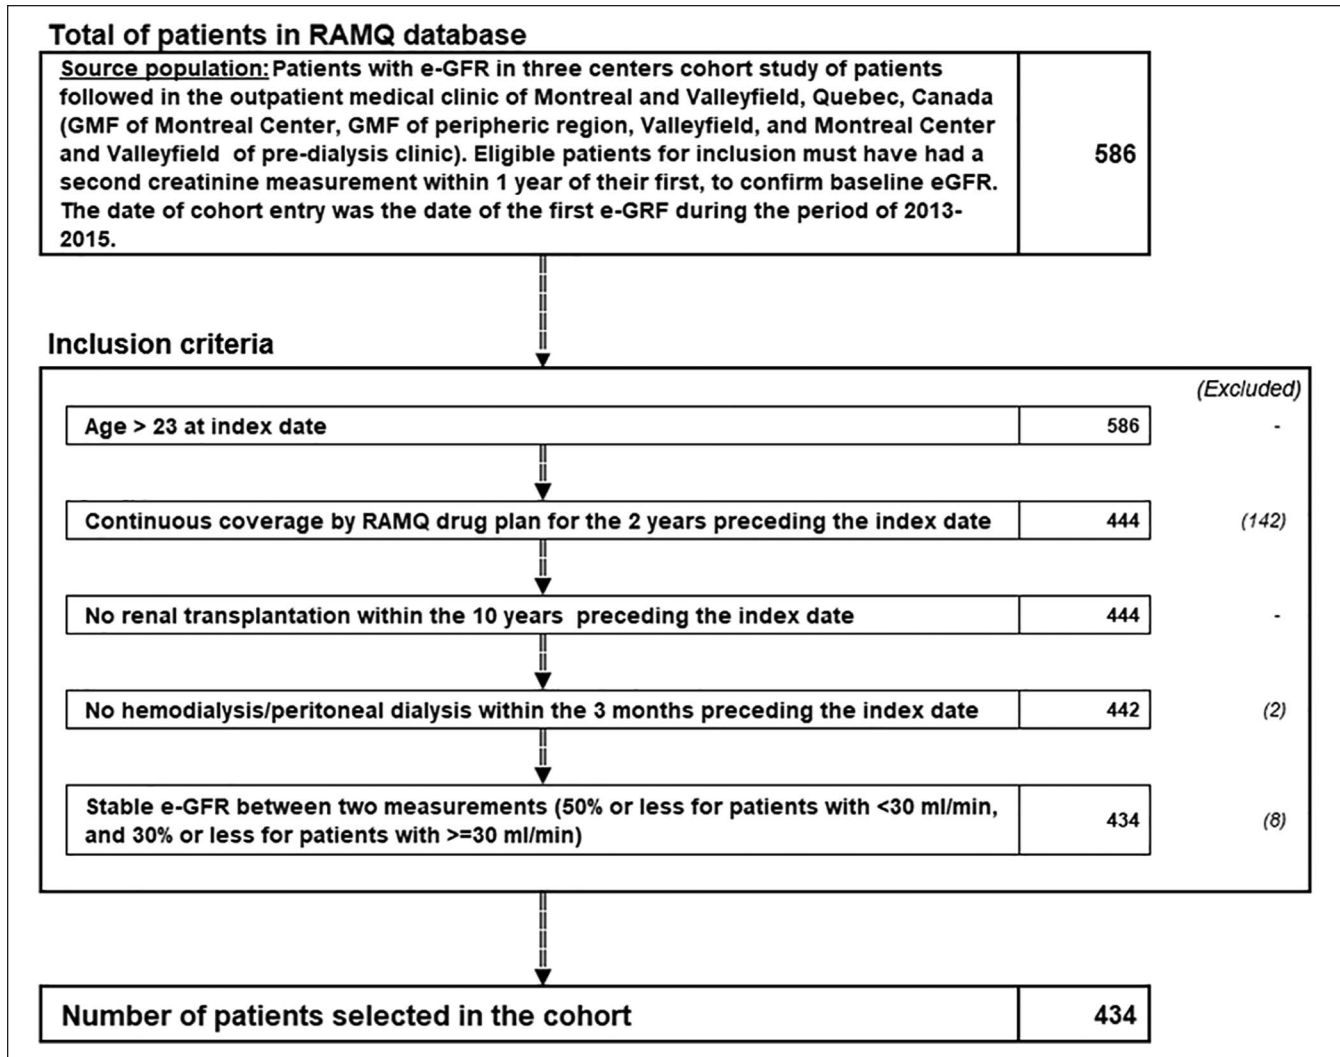 Total of patients in RAMQ database
Source population: Patients with e-GFR in three centers cohort study of patients
followed in the outpatient medical clinic of Montreal and Valleyfield, Quebec, Canada
(GMF of Montreal Center, GMF of peripheric region, Valleyfield, and Montreal Center
and Valleyfield of pre-dialysis clinic). Eligible patients for inclusion must have had a
second creatinine measurement within 1 year of their first, to confirm baseline eGFR.
The date of cohort entry was the date of the first e-GRF during the period of 2013-
2015.
586
Inclusion criteria
(Excluded)
Age > 23 at index date 586 -
Continuous coverage by RAMQ drug plan for the 2 years preceding the index date 444 (142)
No renal transplantation within the 10 years preceding the index date 444 -
No hemodialysis/peritoneal dialysis within the 3 months preceding the index date 442 (2)
Stable e-GFR between two measurements (50% or less for patients with <30 ml/min,
and 30% or less for patients with >=30 ml/min)
434 (8)
Number of patients selected in the cohort 434